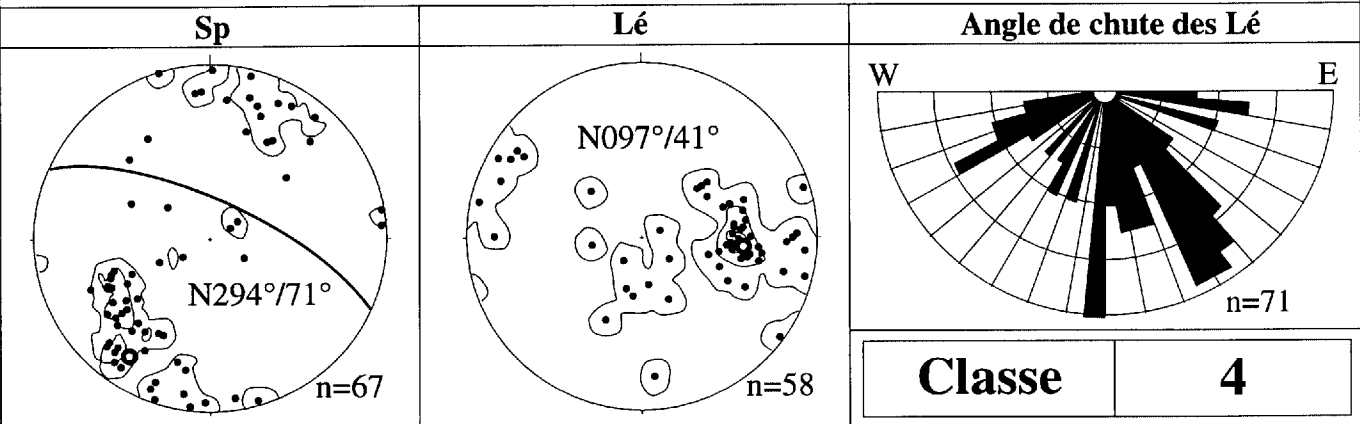 Sp
Lé
Angle de chute des Lé
N294°/71°
n=67
N097°/41°
n=58
W
E
n=71
Classe
4